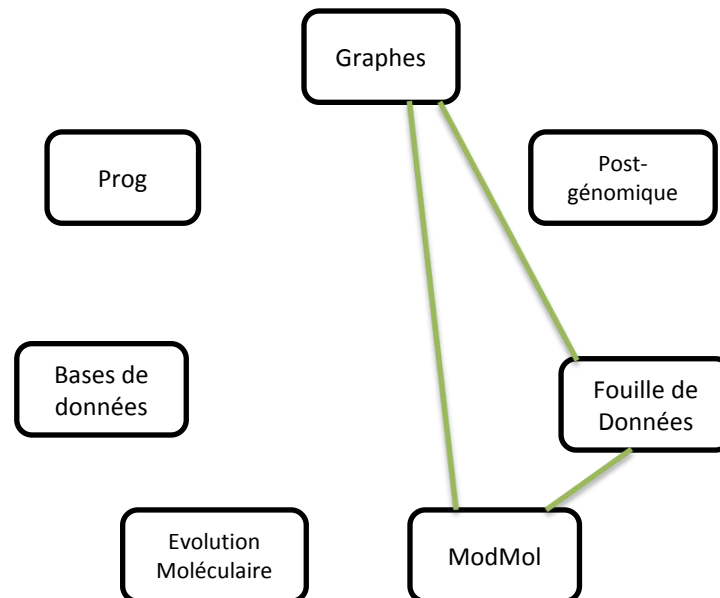 Graphes
Prog
Post-
génomique
Bases de
données
Fouille de
Données
Evolution
Moléculaire
ModMol